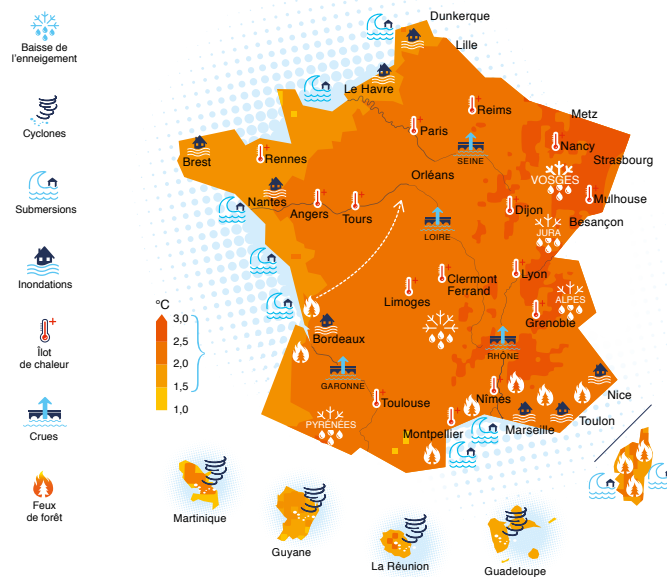 Baisse de
l'enneigement
Cyclones
Submersions
Inondations
+
Îlot
de chaleur
Crues
Feux
de forêt
Dunkerque
Lille
Le Havre
+
Reims
Metz
+
Paris
+
Nancy
SEINE
Strasbourg
Brest
+
Rennes
VOSGES
Orléans
+
Mulhouse
Nantes
+
Angers
+
Tours
+
Dijon
Besançon
JURA
LOIRE
+
Lyon
+
Clermont
Ferrand
+
Limoges
ALPES
°C
3,0
2,5
2,0
1,5
1,0
+
Grenoble
Bordeaux
RHÔNE
GARONNE
+
Toulouse
+
Nîmes
Nice
PYRÉNÉES
+
Montpellier
Marseille
Toulon
Martinique
Guyane
La Réunion
Guadeloupe